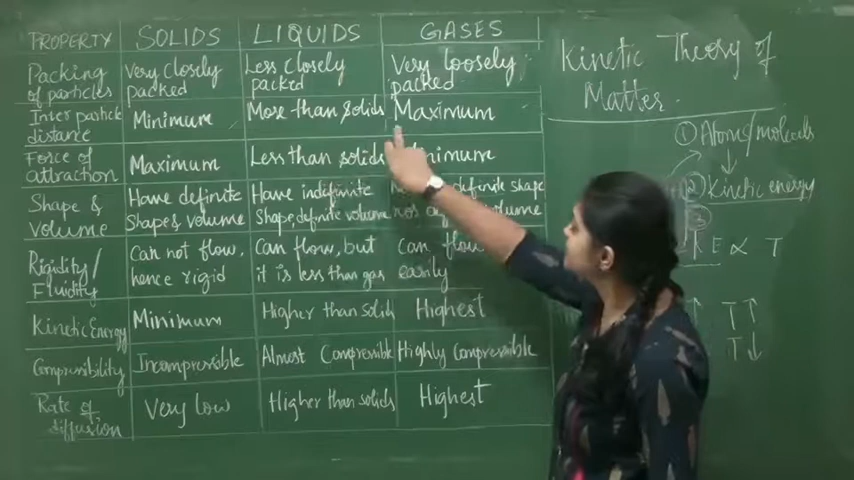 PROPERTY SOLIDS LIQUIDS GASES
Packing of particles
Very Closely packed
Less Closely packed
Very loosely packed
Inter particle distance
Minimum
More than solids
Maximum
Force of attraction
Maximum
Less than solids
Shape & Volume
Have definite Shape & Volume
Have indefinite Shape, definite volume
definite shape
volume
Rigidity/ Fluidity
Can not flow, hence rigid
Can flow, but it is less than gas
Can flow easily
Kinetic Energy
Minimum
Higher than solids
Highest
Compressibility
Incompressible
Almost Compressible
Highly Compressible
Rate of diffusion
Very low
Higher than solids
Highest
Kinetic Theory of
Matter.
① Atoms/molecules
② Kinetic energy
E ∝ T
T↑
T↓